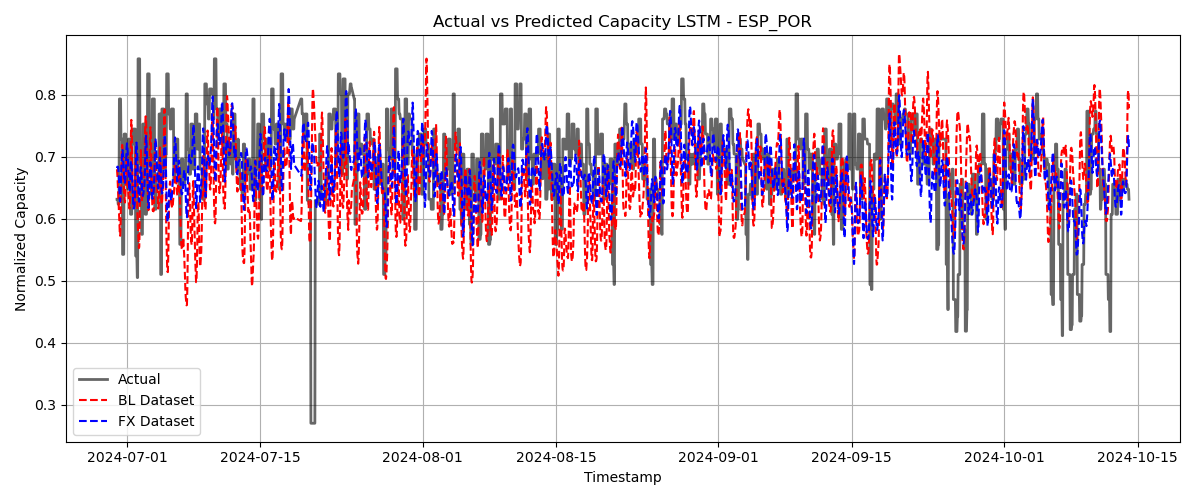 Actual vs Predicted Capacity LSTM - ESP_POR
Normalized Capacity
0.8
0.7
0.6
0.5
0.4
0.3
Actual
BL Dataset
FX Dataset
2024-07-01 2024-07-15 2024-08-01 2024-08-15 2024-09-01 2024-09-15 2024-10-01 2024-10-15
Timestamp